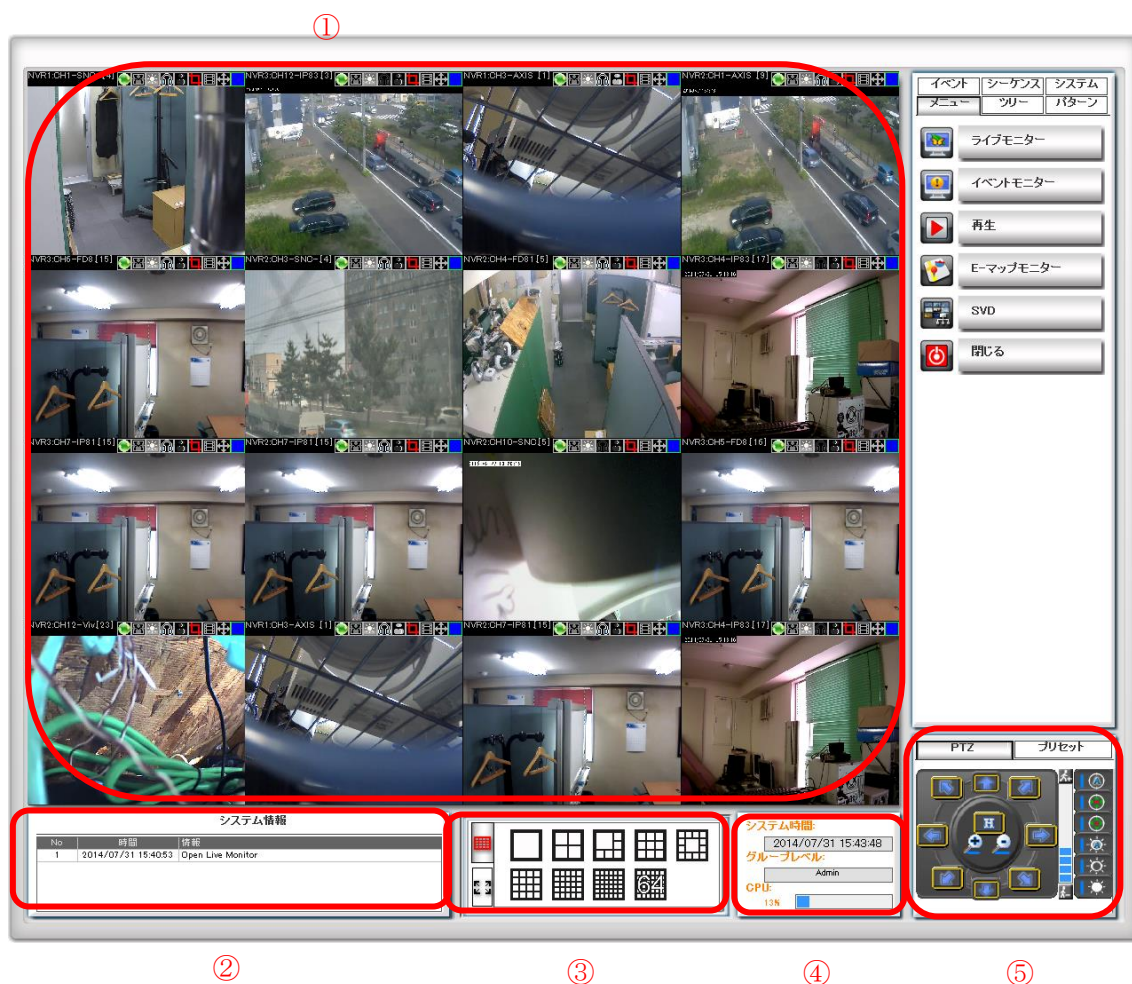 ①
NVR1:CH1-SNC [4]
NVR3:CH12-IP83[3]
NVR1:CH3-AXIS [1]
NVR2:CH1-AXIS [9]
NVR3:CH5-FD8[15]
NVR2:CH3-SNC-[4]
NVR2:CH4-FD81[5]
NVR3:CH4-IP83[17]
NVR3:CH7-IP81[15]
NVR2:CH7-IP81[15]
NVR2:CH10-SNC[5]
NVR3:CH5-FD8 [16]
NVR2:CH12-Viv[23]
NVR1:CH3-AXIS [1]
NVR2:CH7-IP81[15]
NVR3:CH4-IP83[17]
イベント シーケンス システム
メニュー ツリー パターン
ライブモニター
イベントモニター
再生
E-マップモニター
SVD
閉じる
システム情報
No 時間 情報
1 2014/07/31 15:40:53 Open Live Monitor
64
システム時間:
2014/07/31 15:43:48
グループレベル:
Admin
CPU:
13%
PTZ プリセット
H
②
③
④
⑤